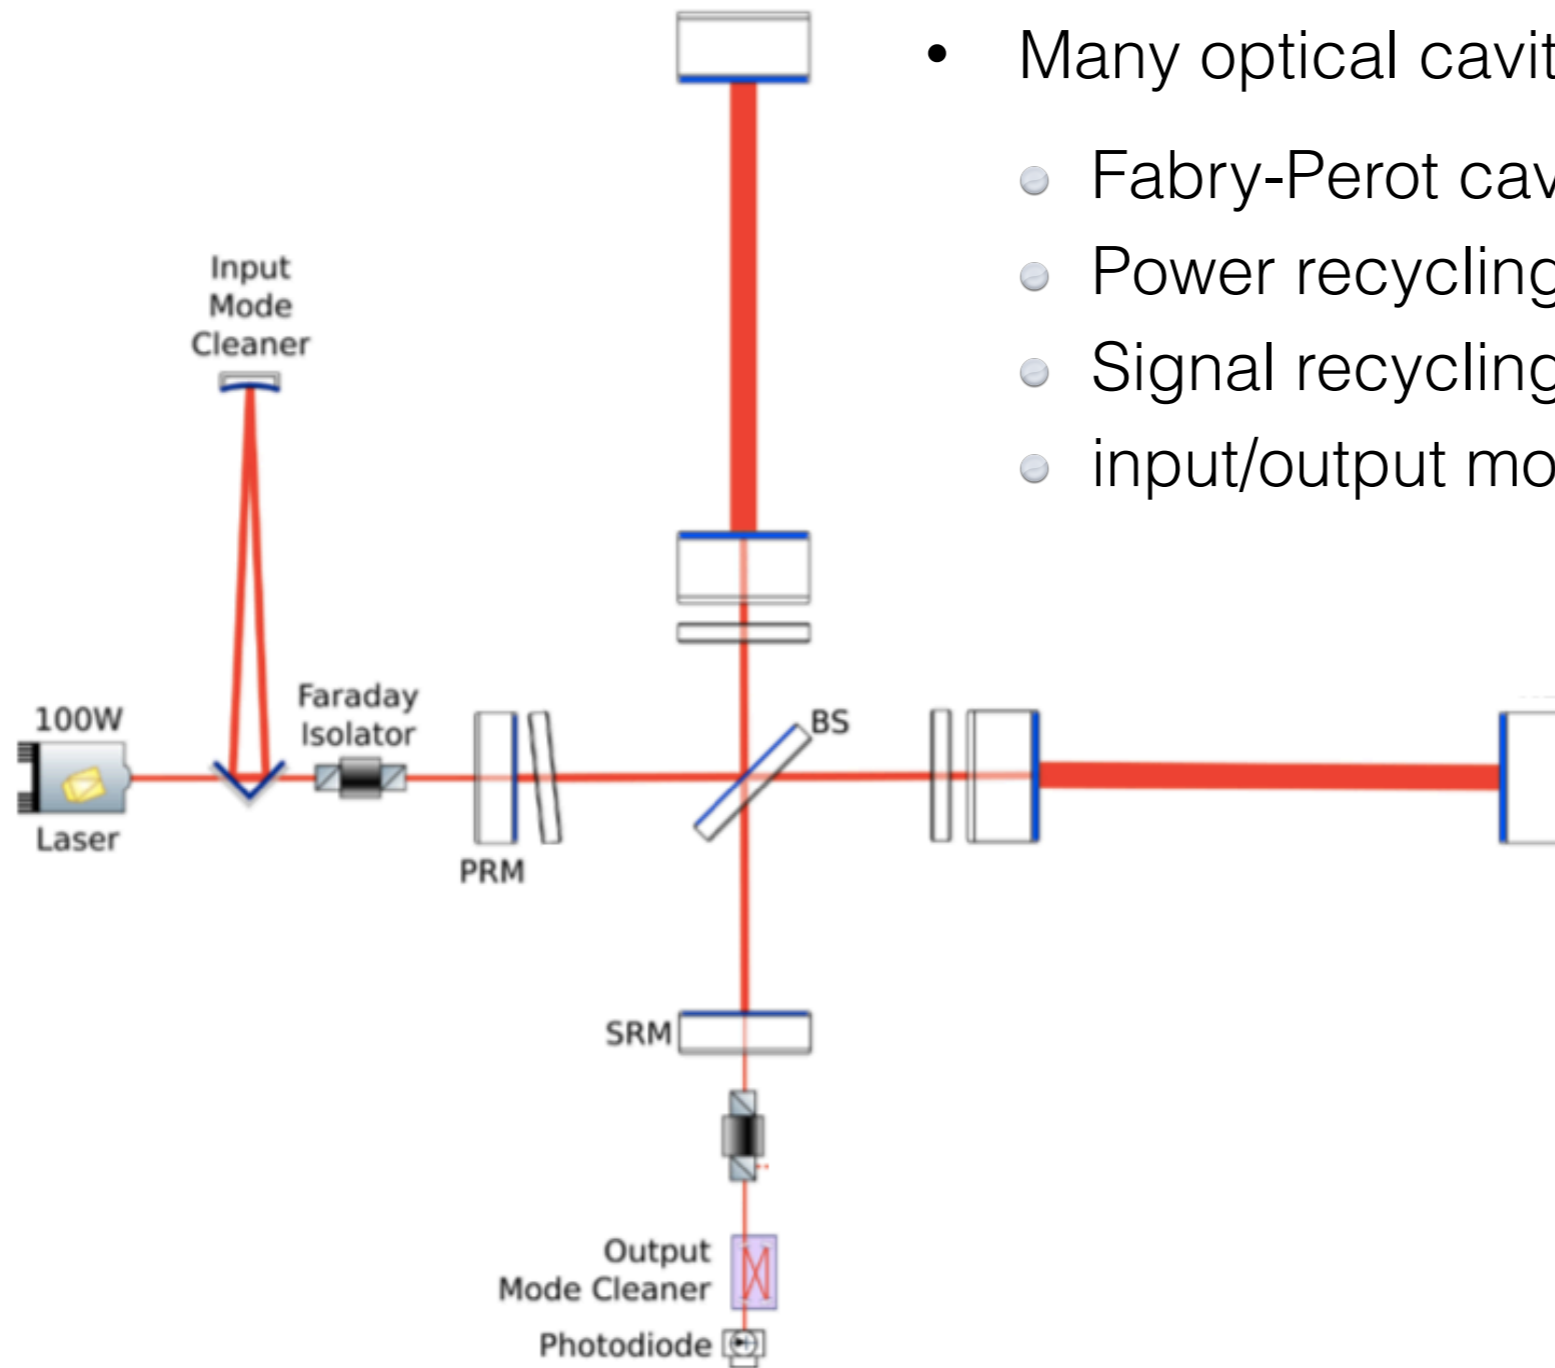 • Many optical cavit
Fabry-Perot cav
Power recycling
Signal recycling
input/output mo
Input
Mode
Cleaner
Faraday
Isolator
100W
Laser
PRM
BS
SRM
Output
Mode Cleaner
Photodiode